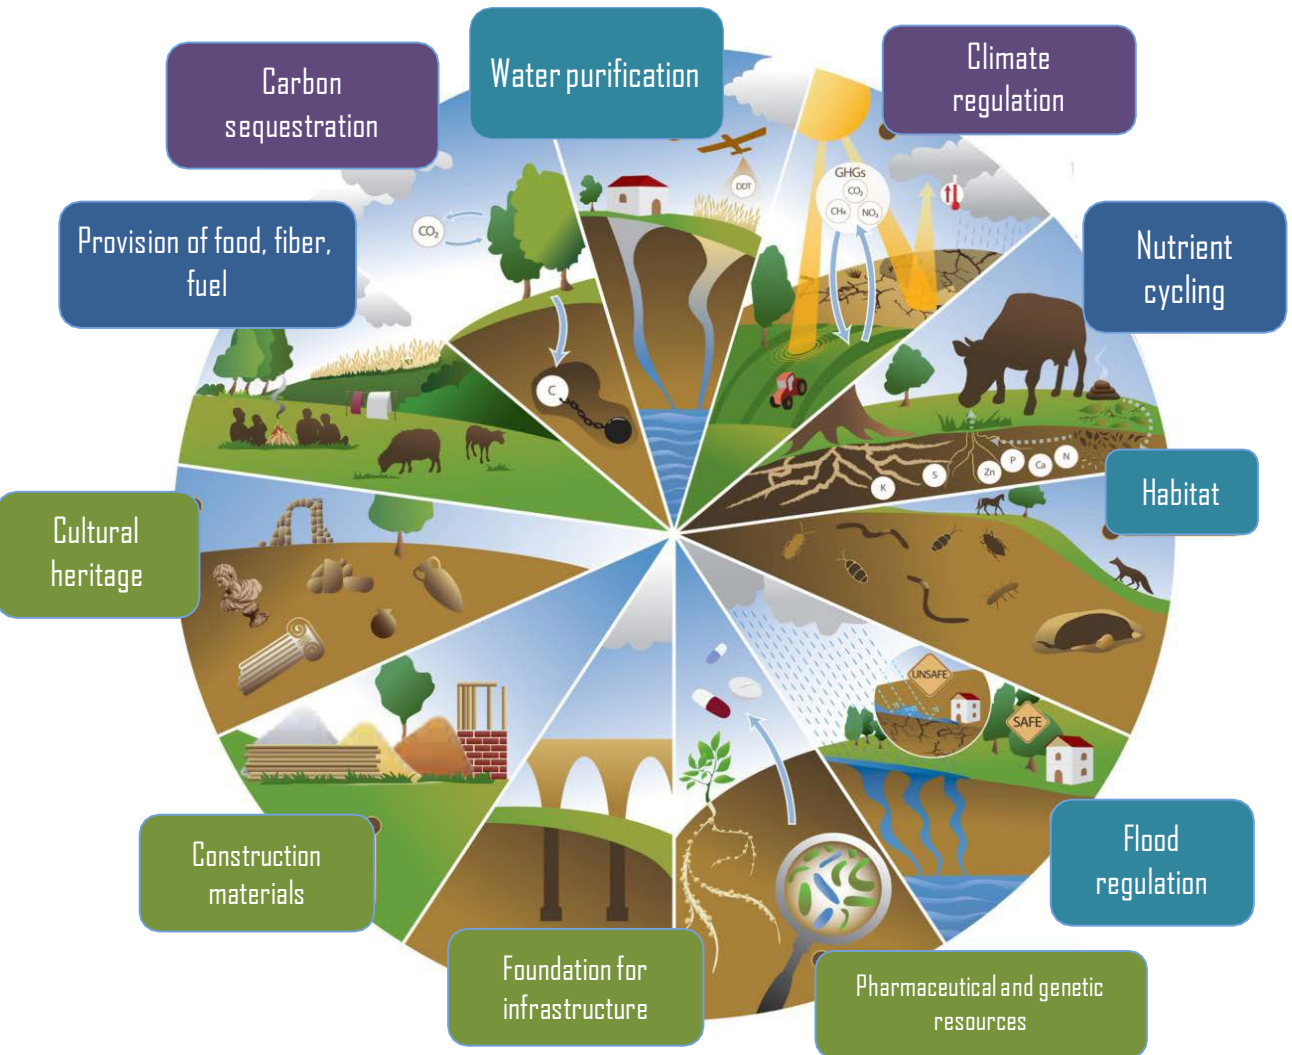 Carbon
sequestration
Water purification
Climate
regulation
Provision of food, fiber,
fuel
Nutrient
cycling
Habitat
Cultural
heritage
Construction
materials
Foundation for
infrastructure
Pharmaceutical and genetic
resources
Flood
regulation
CO₂
C
DDT
GHGs
CO₂
CH₄
NO₃
K
S
Zn
P
Ca
N
UNSAFE
SAFE